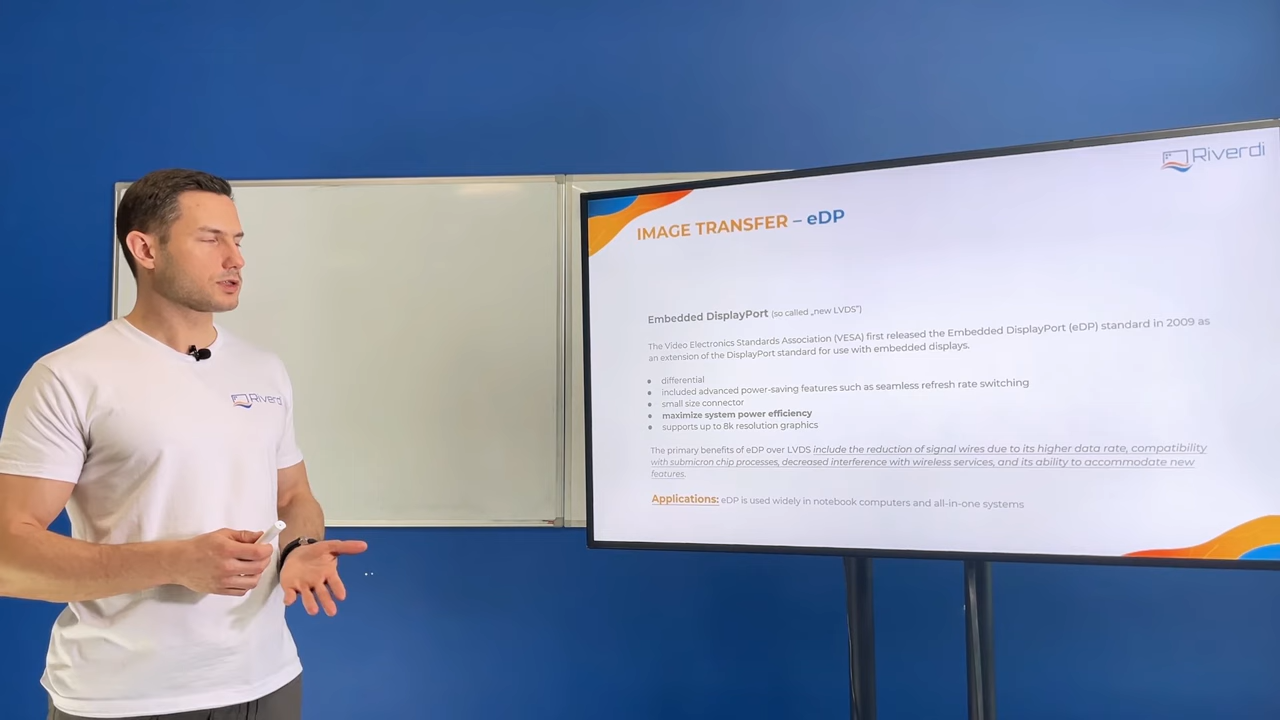 Riverdi
IMAGE TRANSFER – eDP
Embedded DisplayPort (so called „new LVDS”)
The Video Electronics Standards Association (VESA) first released the Embedded DisplayPort (eDP) standard in 2009 as
an extension of the DisplayPort standard for use with embedded displays.
differential
included advanced power-saving features such as seamless refresh rate switching
small size connector
maximize system power efficiency
supports up to 8k resolution graphics
The primary benefits of eDP over LVDS include the reduction of signal wires due to its higher data rate, compatibility
with submicron chip processes, decreased interference with wireless services, and its ability to accommodate new
features.
Applications: eDP is used widely in notebook computers and all-in-one systems
Riverdi